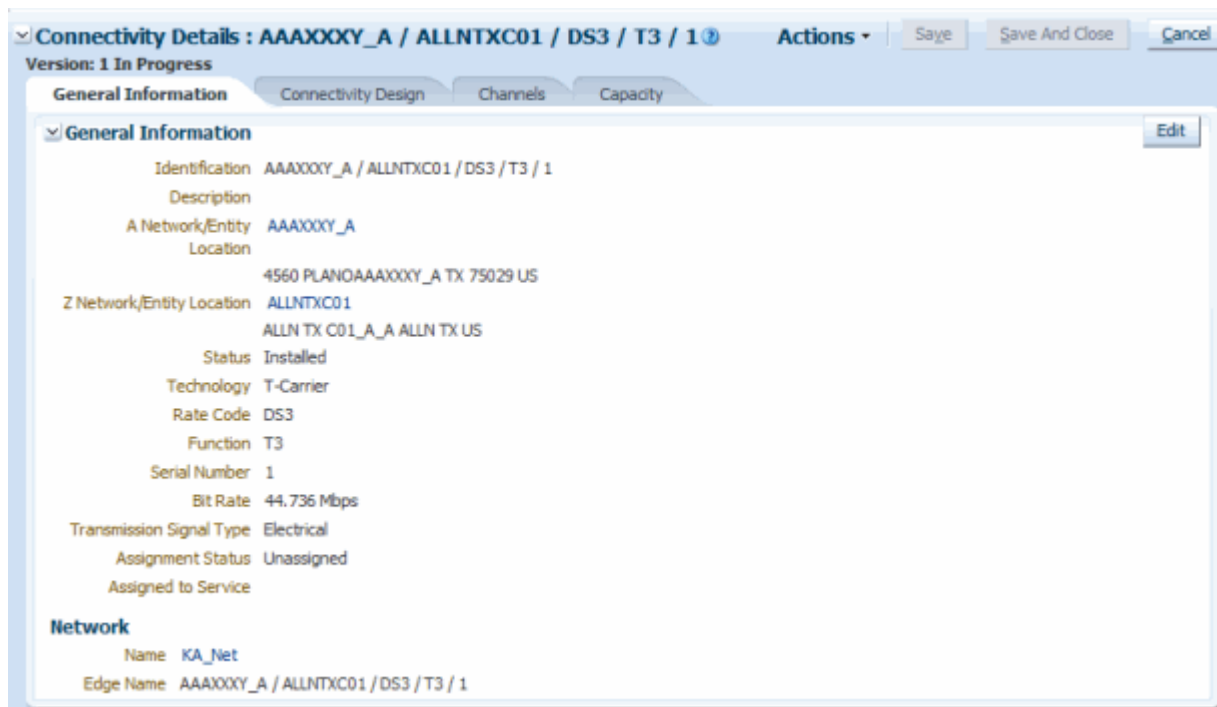 Connectivity Details : AAAXXXY_A / ALLNTXC01 / DS3 / T3 / 1 Actions Save Save And Close Cancel
Version: 1 In Progress
General Information Connectivity Design Channels Capacity
General Information Edit
Identification AAAXXXY_A / ALLNTXC01 / DS3 / T3 / 1
Description
A Network/Entity AAAXXXY_A
Location
4560 PLANOAAAXXXY_A TX 75029 US
Z Network/Entity Location ALLNTXC01
ALLN TX C01_A_A ALLN TX US
Status Installed
Technology T-Carrier
Rate Code DS3
Function T3
Serial Number 1
Bit Rate 44.736 Mbps
Transmission Signal Type Electrical
Assignment Status Unassigned
Assigned to Service
Network
Name KA_Net
Edge Name AAAXXXY_A / ALLNTXC01 / DS3 / T3 / 1